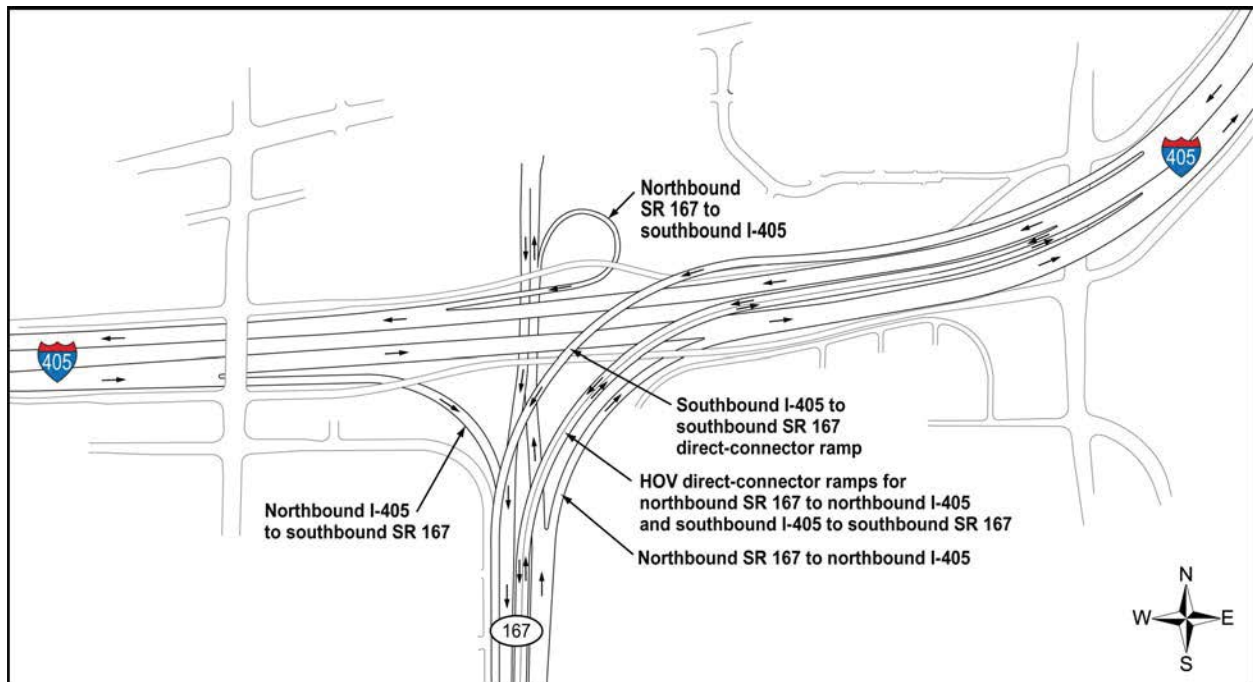 405
Northbound
SR 167 to
southbound I-405
405
Southbound I-405 to
southbound SR 167
direct-connector ramp
HOV direct-connector ramps for
northbound SR 167 to northbound I-405
and southbound I-405 to southbound SR 167
Northbound I-405
to southbound SR 167
Northbound SR 167 to northbound I-405
167
N
W
E
S